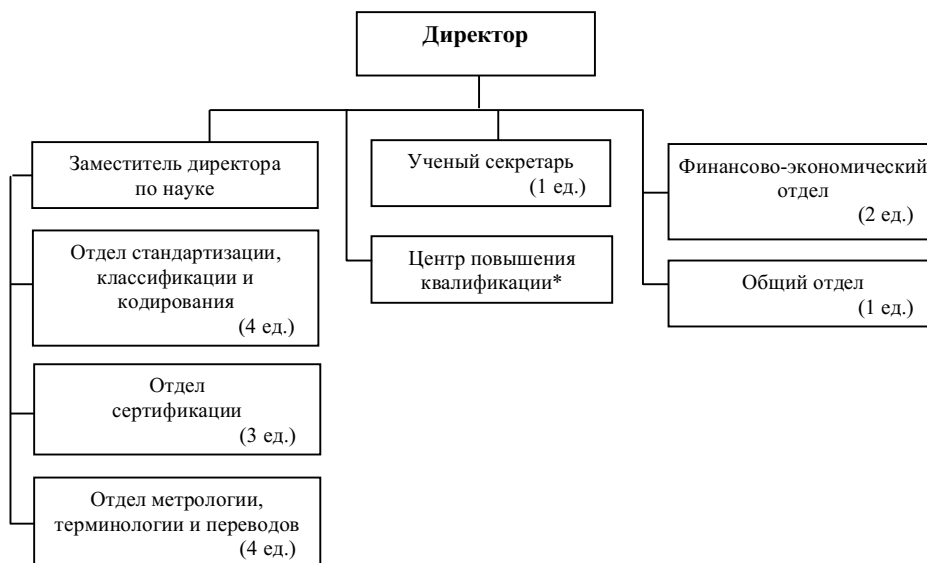 Директор
Заместитель директора
по науке
Ученый секретарь
(1 ед.)
Финансово-экономический
отдел
(2 ед.)
Отдел стандартизации,
классификации и
кодирования
(4 ед.)
Центр повышения
квалификации*
Общий отдел
(1 ед.)
Отдел
сертификации
(3 ед.)
Отдел метрологии,
терминологии и переводов
(4 ед.)